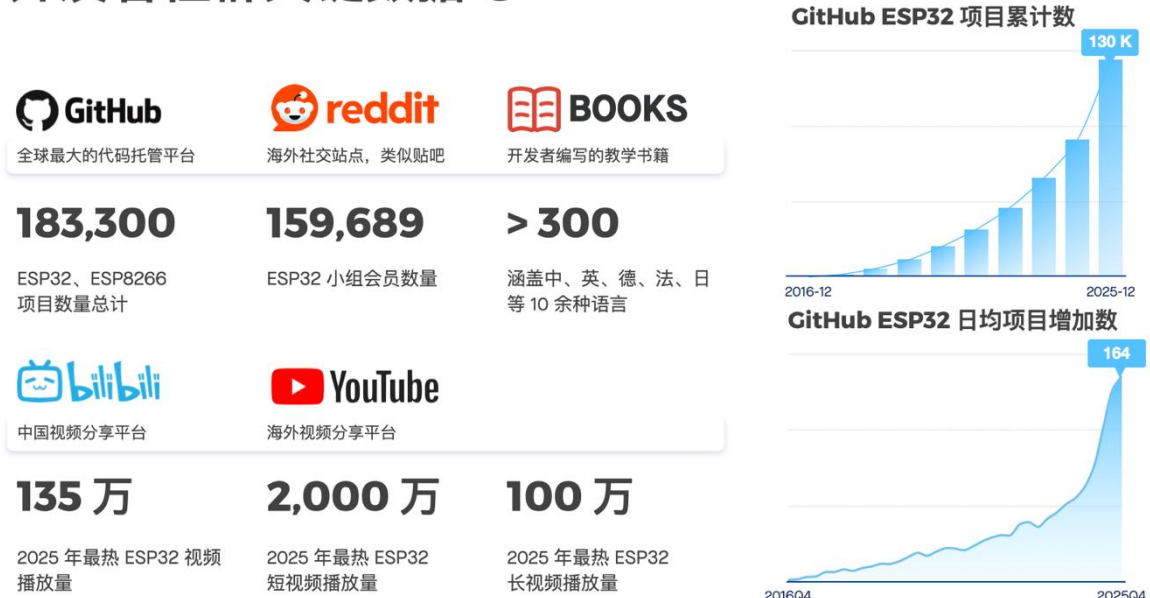 GitHub
reddit
BOOKS
全球最大的代码托管平台
海外社交站点，类似贴吧
开发者编写的教学书籍
183,300
159,689
> 300
ESP32、ESP8266
项目数量总计
ESP32 小组会员数量
涵盖中、英、德、法、日
等 10 余种语言
bilibili
YouTube
中国视频分享平台
海外视频分享平台
135 万
2,000 万
100 万
2025 年最热 ESP32 视频
播放量
2025 年最热 ESP32
短视频播放量
2025 年最热 ESP32
长视频播放量
GitHub ESP32 项目累计数
130 K
2016-12
2025-12
GitHub ESP32 日均项目增加数
164
2016Q4
2025Q4